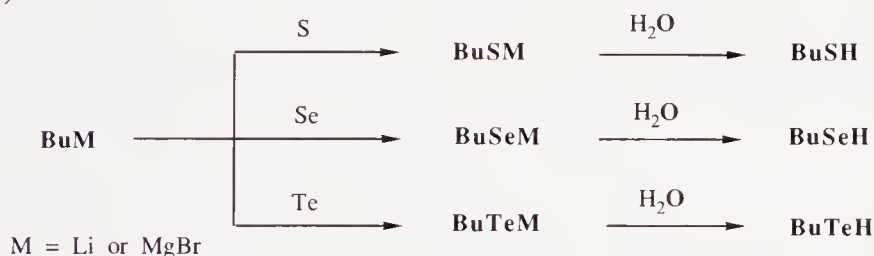 )
S H₂O
BuSM BuSH
Se H₂O
BuM BuSeM BuSeH
Te H₂O
BuTeM BuTeH
M = Li or MgBr